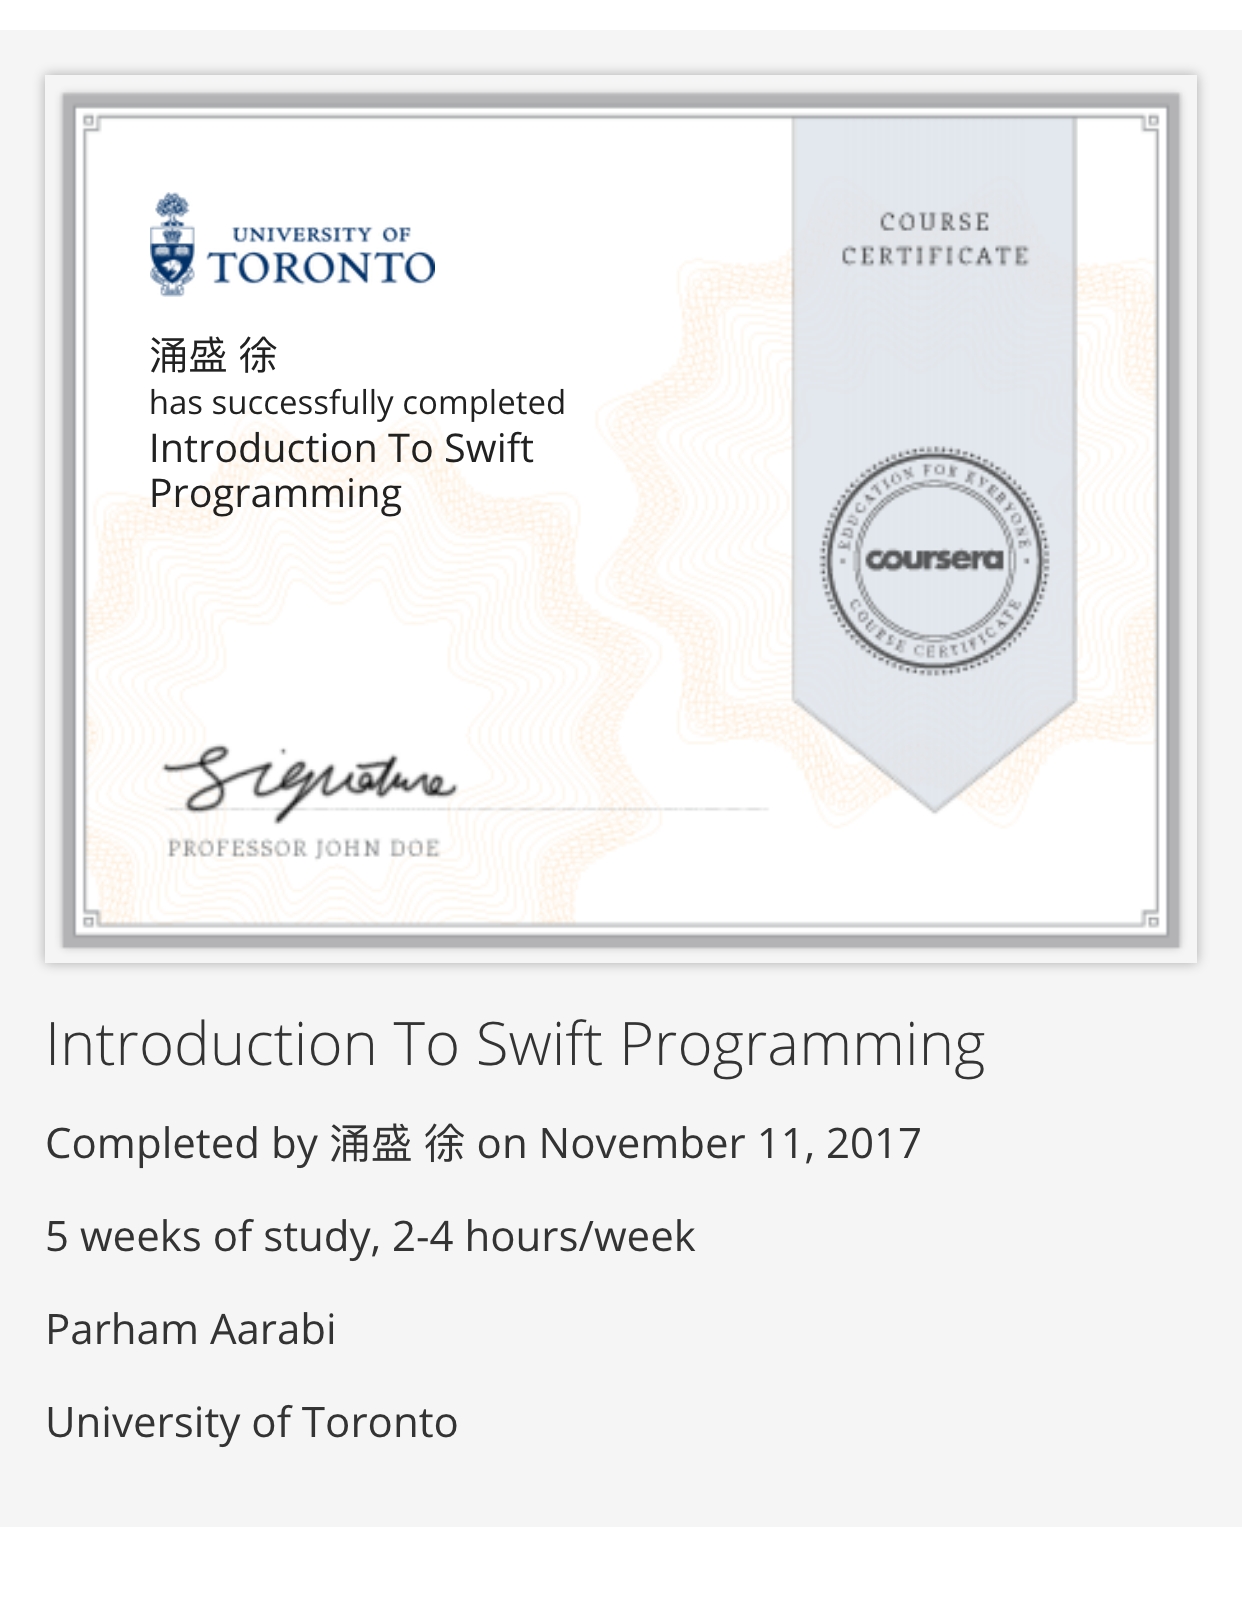 UNIVERSITY OF
TORONTO
涌盛 徐
has successfully completed
Introduction To Swift
Programming
COURSE
CERTIFICATE
EDUCATION FOR EVERYONE
coursera
COURSE CERTIFICATE
Signature
PROFESSOR JOHN DOE
Introduction To Swift Programming
Completed by 涌盛 徐 on November 11, 2017
5 weeks of study, 2-4 hours/week
Parham Aarabi
University of Toronto